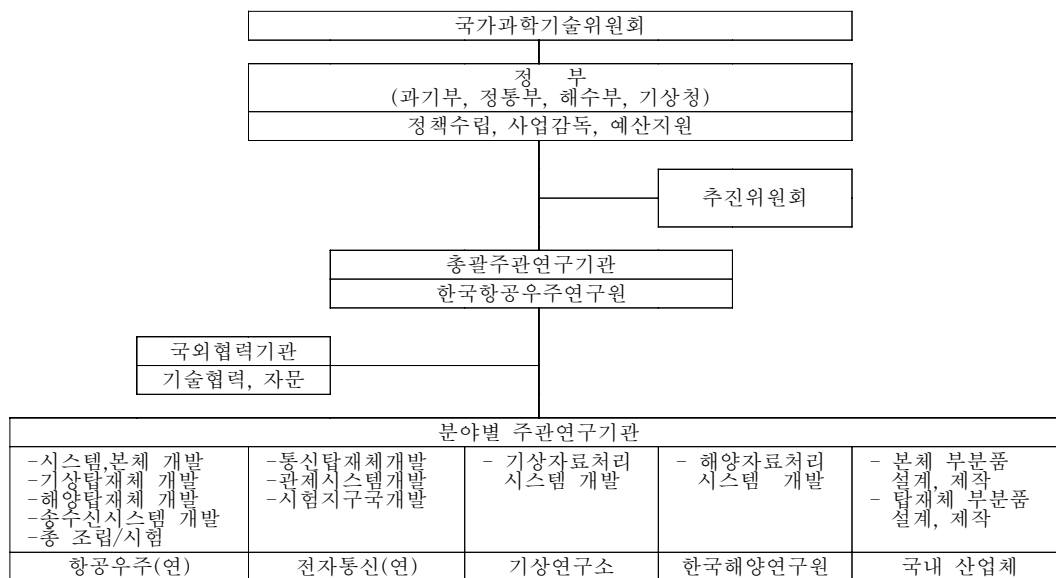 국가과학기술위원회
정 부
(과기부, 정통부, 해수부, 기상청)
정책수립, 사업감독, 예산지원
추진위원회
총괄주관연구기관
한국항공우주연구원
국외협력기관
기술협력, 자문
분야별 주관연구기관
-시스템,본체 개발
-기상탑재체 개발
-해양탑재체 개발
-송수신시스템 개발
-총 조립/시험
항공우주(연)
-통신탑재체개발
-관제시스템개발
-시험지구국개발
전자통신(연)
- 기상자료처리
시스템 개발
기상연구소
- 해양자료처리
시스템 개발
한국해양연구원
- 본체 부분품
설계, 제작
- 탑재체 부분품
설계, 제작
국내 산업체